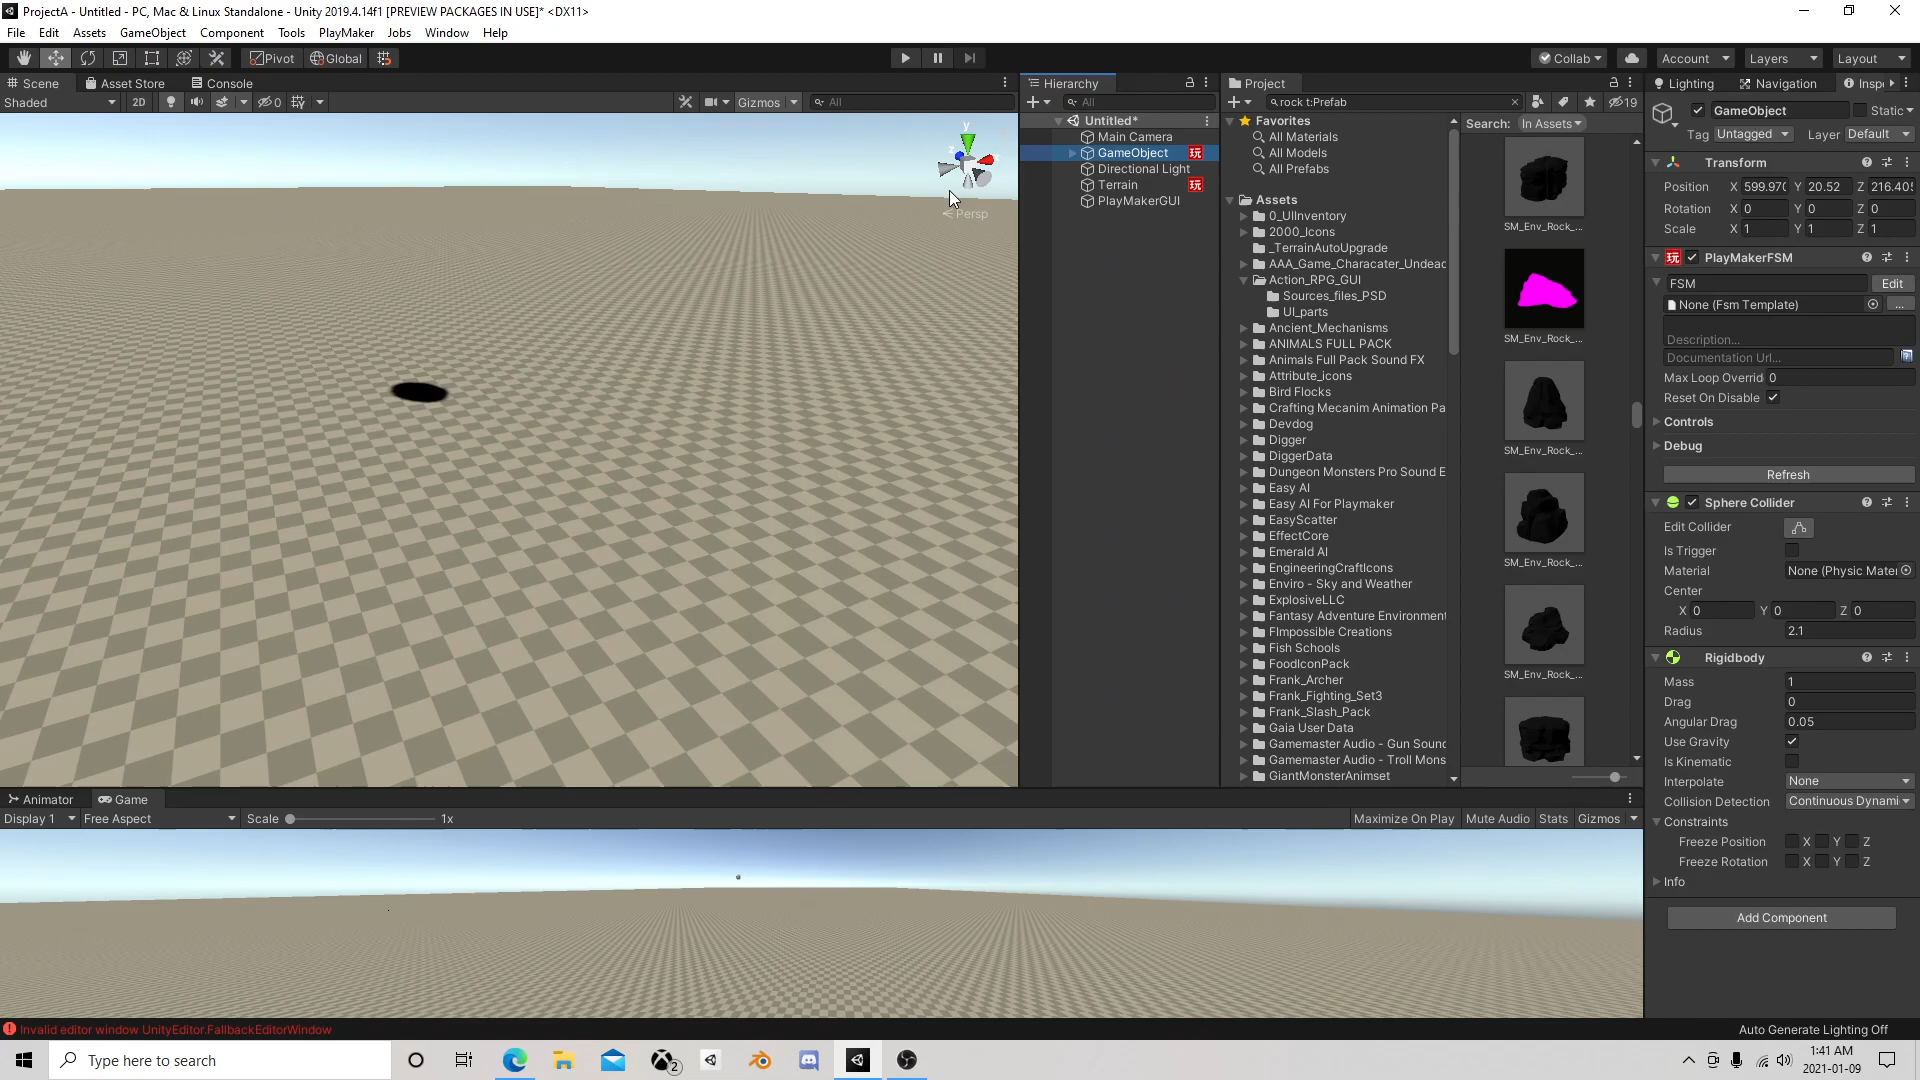 ProjectA - Untitled - PC, Mac & Linux Standalone - Unity 2019.4.14f1 [PREVIEW PACKAGES IN USE]* <DX11>
File Edit Assets GameObject Component Tools PlayMaker Jobs Window Help
Pivot Global Collab Account Layers Layout
Scene Asset Store Console
Shaded 2D 0 Gizmos All
y
x
z
Persp
Hierarchy
All
Untitled*
Main Camera
GameObject 玩
Directional Light
Terrain 玩
PlayMakerGUI
Project
rock t:Prefab 19
Favorites
All Materials
All Models
All Prefabs
Assets
0_UIInventory
2000_Icons
_TerrainAutoUpgrade
AAA_Game_Characater_Undead
Action_RPG_GUI
Sources_files_PSD
UI_parts
Ancient_Mechanisms
ANIMALS FULL PACK
Animals Full Pack Sound FX
Attribute_icons
Bird Flocks
Crafting Mecanim Animation Pa
Devdog
Digger
DiggerData
Dungeon Monsters Pro Sound E
Easy AI
Easy AI For Playmaker
EasyScatter
EffectCore
Emerald AI
EngineeringCraftIcons
Enviro - Sky and Weather
ExplosiveLLC
Fantasy Adventure Environment
FImpossible Creations
Fish Schools
FoodIconPack
Frank_Archer
Frank_Fighting_Set3
Frank_Slash_Pack
Gaia User Data
Gamemaster Audio - Gun Sound
Gamemaster Audio - Troll Mons
GiantMonsterAnimset
Search: In Assets
SM_Env_Rock_...
SM_Env_Rock_...
SM_Env_Rock_...
SM_Env_Rock_...
SM_Env_Rock_...
Lighting Navigation Insp
GameObject Static
Tag Untagged Layer Default
Transform
Position X 599.970 Y 20.52 Z 216.405
Rotation X 0 Y 0 Z 0
Scale X 1 Y 1 Z 1
玩 PlayMakerFSM
FSM Edit
None (Fsm Template) ...
Description...
Documentation Url...
Max Loop Overrid 0
Reset On Disable
Controls
Debug
Refresh
Sphere Collider
Edit Collider
Is Trigger
Material None (Physic Mater
Center
X 0 Y 0 Z 0
Radius 2.1
Rigidbody
Mass 1
Drag 0
Angular Drag 0.05
Use Gravity
Is Kinematic
Interpolate None
Collision Detection Continuous Dynami
Constraints
Freeze Position X Y Z
Freeze Rotation X Y Z
Info
Add Component
Animator Game
Display 1 Free Aspect Scale 1x Maximize On Play Mute Audio Stats Gizmos
Invalid editor window UnityEditor.FallbackEditorWindow
Auto Generate Lighting Off
Type here to search
2
1:41 AM
2021-01-09